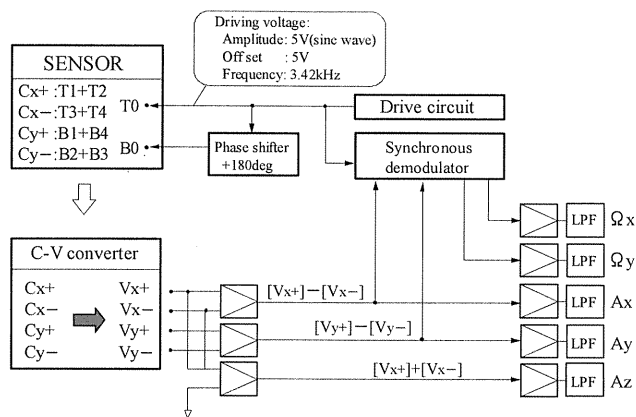 Driving voltage:
Amplitude: 5V(sinc wave)
Off set : 5V
Frequency: 3.42kHz
SENSOR
Cx+ :T1+T2
Cx− :T3+T4
Cy+ :B1+B4
Cy− :B2+B3
T0
B0
Drive circuit
Phase shifter
+180deg
Synchronous
demodulator
C-V converter
Cx+ Vx+
Cx− Vx−
Cy+ Vy+
Cy− Vy−
[Vx+]−[Vx−]
[Vy+]−[Vy−]
[Vx+]+[Vx−]
LPF Ωx
LPF Ωy
LPF Ax
LPF Ay
LPF Az